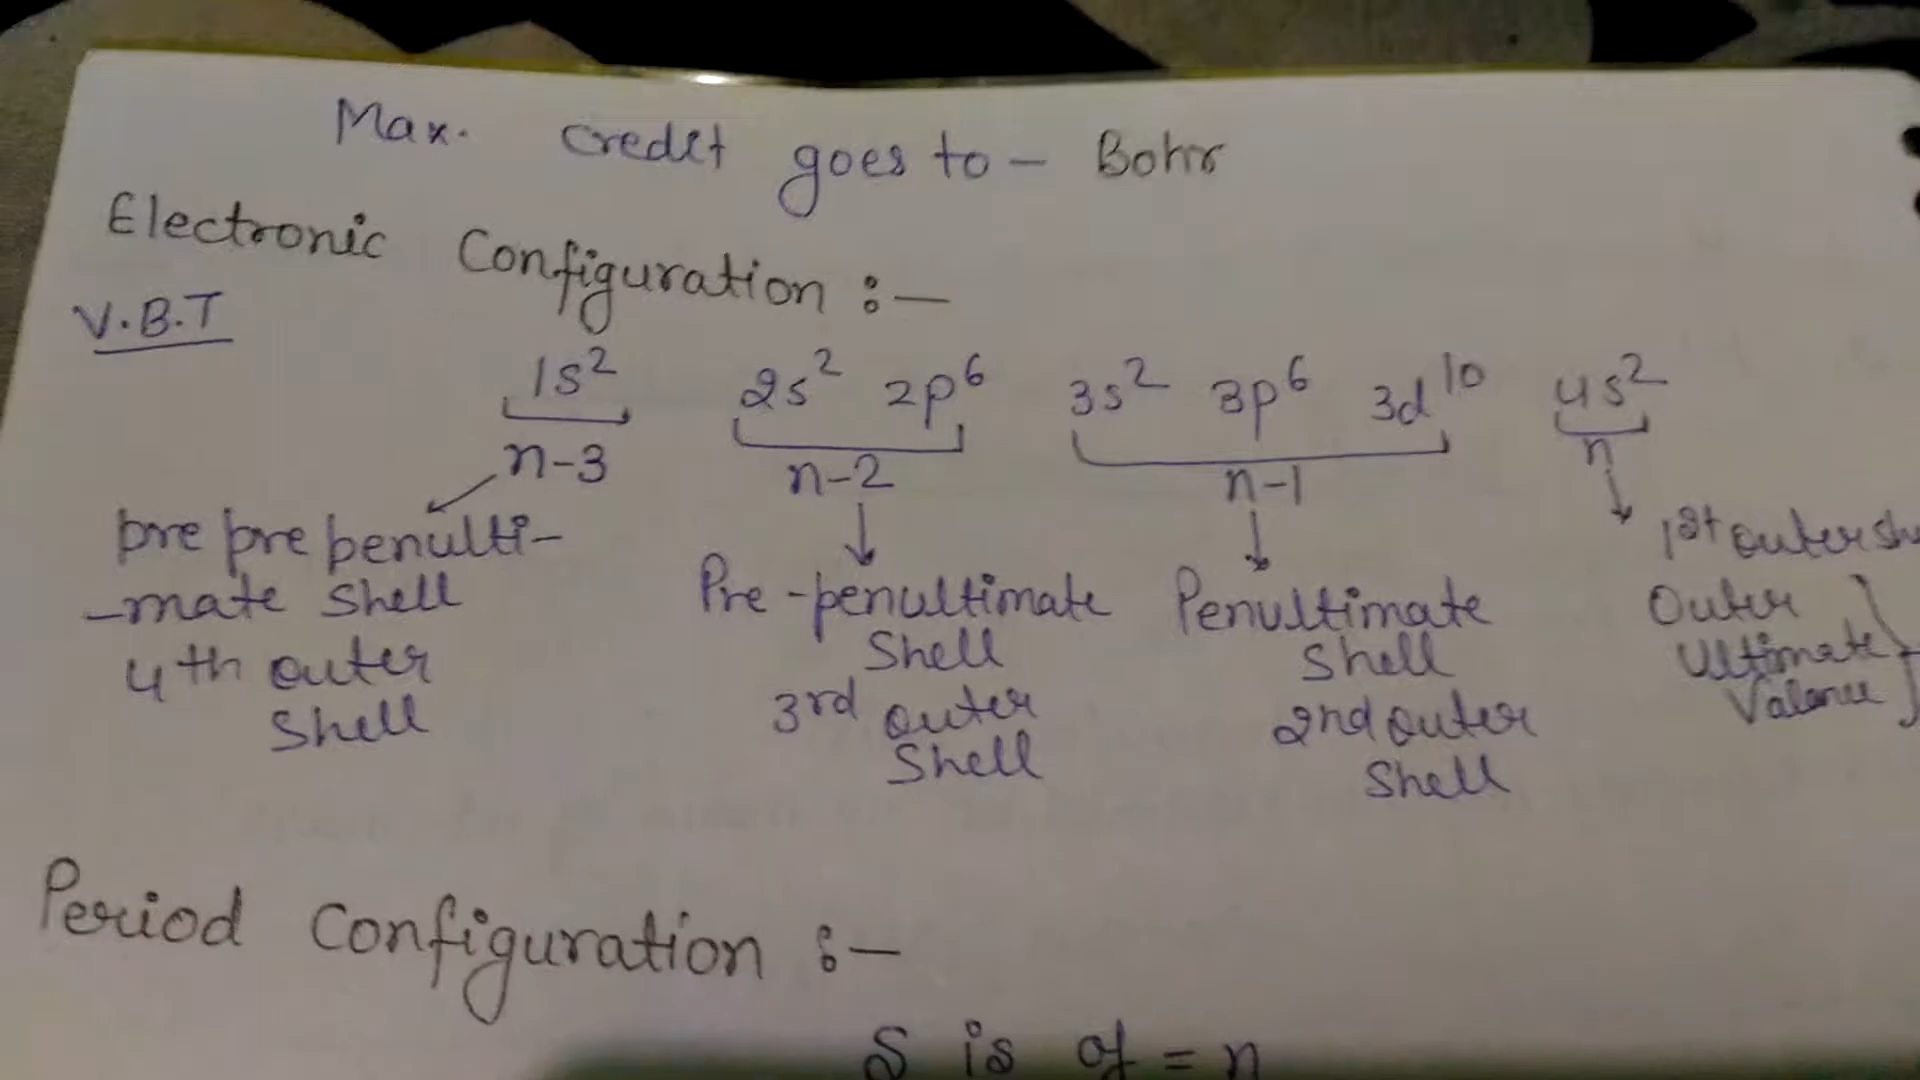 Max. credit goes to - Bohr
Electronic Configuration :-
V.B.T
1s² 2s² 2p⁶ 3s² 3p⁶ 3d¹⁰ 4s²
n-3 n-2 n-1 n
pre pre penulti-
-mate Shell
4th outer
Shell
Pre-penultimate
Shell
3rd outer
Shell
Penultimate
Shell
2nd outer
Shell
1st outer
Outer
Ultimate
Valence
Period Configuration :-
S is of = n